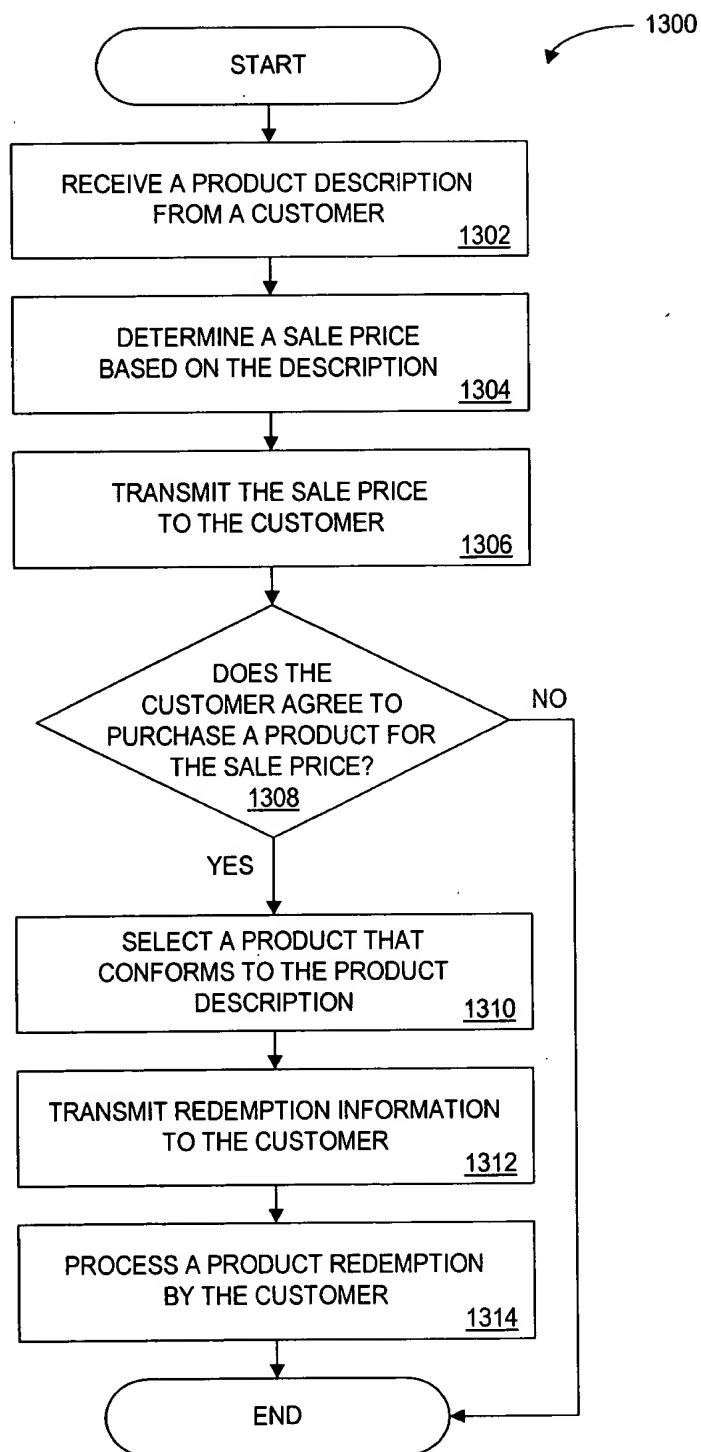 1300
START
RECEIVE A PRODUCT DESCRIPTION
FROM A CUSTOMER
1302
DETERMINE A SALE PRICE
BASED ON THE DESCRIPTION
1304
TRANSMIT THE SALE PRICE
TO THE CUSTOMER
1306
DOES THE
CUSTOMER AGREE TO
PURCHASE A PRODUCT FOR
THE SALE PRICE?
1308
NO
YES
SELECT A PRODUCT THAT
CONFORMS TO THE PRODUCT
DESCRIPTION
1310
TRANSMIT REDEMPTION INFORMATION
TO THE CUSTOMER
1312
PROCESS A PRODUCT REDEMPTION
BY THE CUSTOMER
1314
END